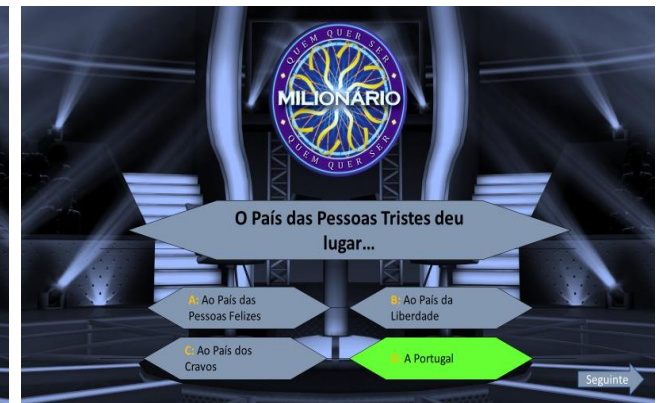 QUEM QUER SER
MILIONÁRIO
QUEM QUER SER
O País das Pessoas Tristes deu
lugar...
A: Ao País das
Pessoas Felizes
B: Ao País da
Liberdade
C: Ao País dos
Cravos
D: A Portugal
Seguinte